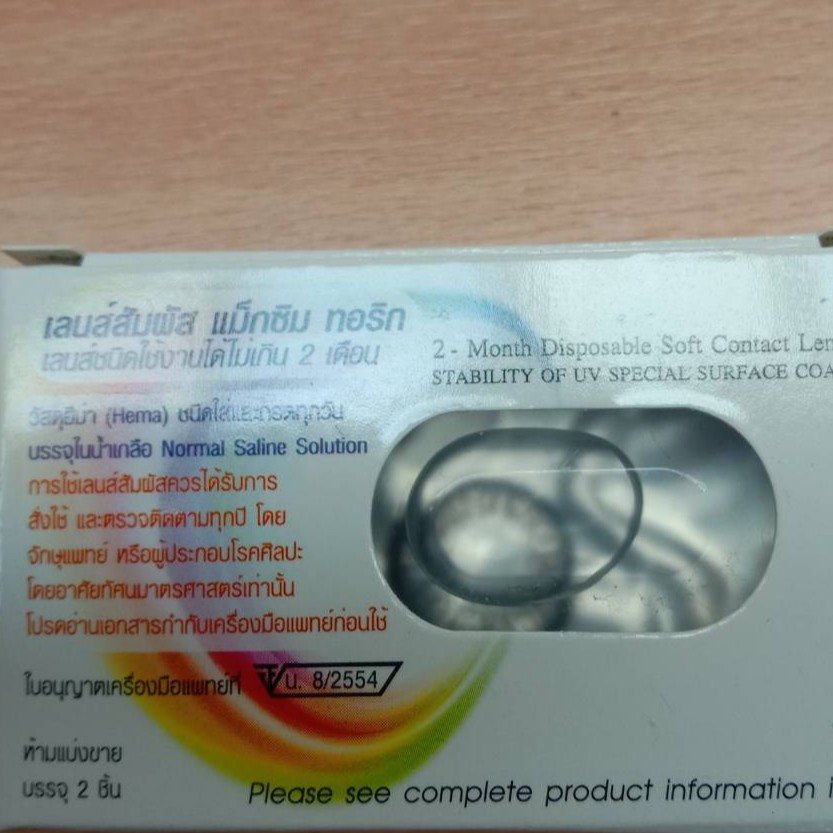 เลนส์สัมผัส แม็กซิม ทอริก
เลนส์ชนิดใช้งานได้ไม่เกิน 2 เดือน
2 - Month Disposable Soft Contact Len
STABILITY OF UV SPECIAL SURFACE COA
วัสดุฮีม่า (Hema) ชนิดใส่และถอดทุกวัน
บรรจุในน้ำเกลือ Normal Saline Solution
การใช้เลนส์สัมผัสควรได้รับการ
สั่งใช้ และตรวจติดตามทุกปี โดย
จักษุแพทย์ หรือผู้ประกอบโรคศิลปะ
โดยอาศัยทัศนมาตรศาสตร์เท่านั้น
โปรดอ่านเอกสารกำกับเครื่องมือแพทย์ก่อนใช้
ใบอนุญาตเครื่องมือแพทย์ที่ น. 8/2554
ห้ามแบ่งขาย
บรรจุ 2 ชิ้น
Please see complete product information i